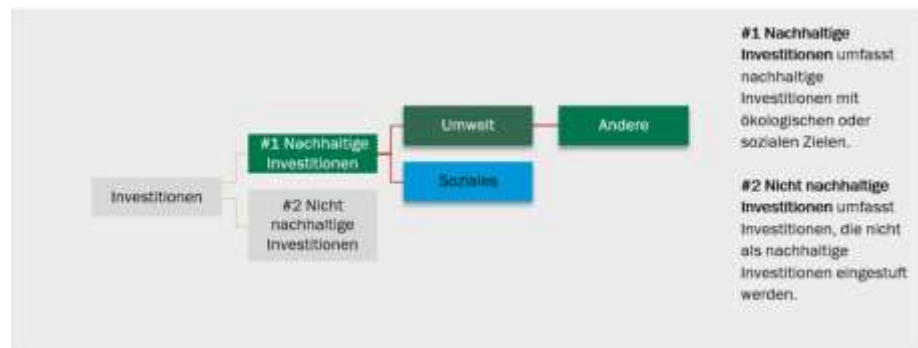 Investitionen
#1 Nachhaltige
Investitionen
#2 Nicht
nachhaltige
Investitionen
Umwelt
Soziales
Andere
#1 Nachhaltige
Investitionen umfasst
nachhaltige
Investitionen mit
ökologischen oder
sozialen Zielen.
#2 Nicht nachhaltige
Investitionen umfasst
Investitionen, die nicht
als nachhaltige
Investitionen eingestuft
werden.